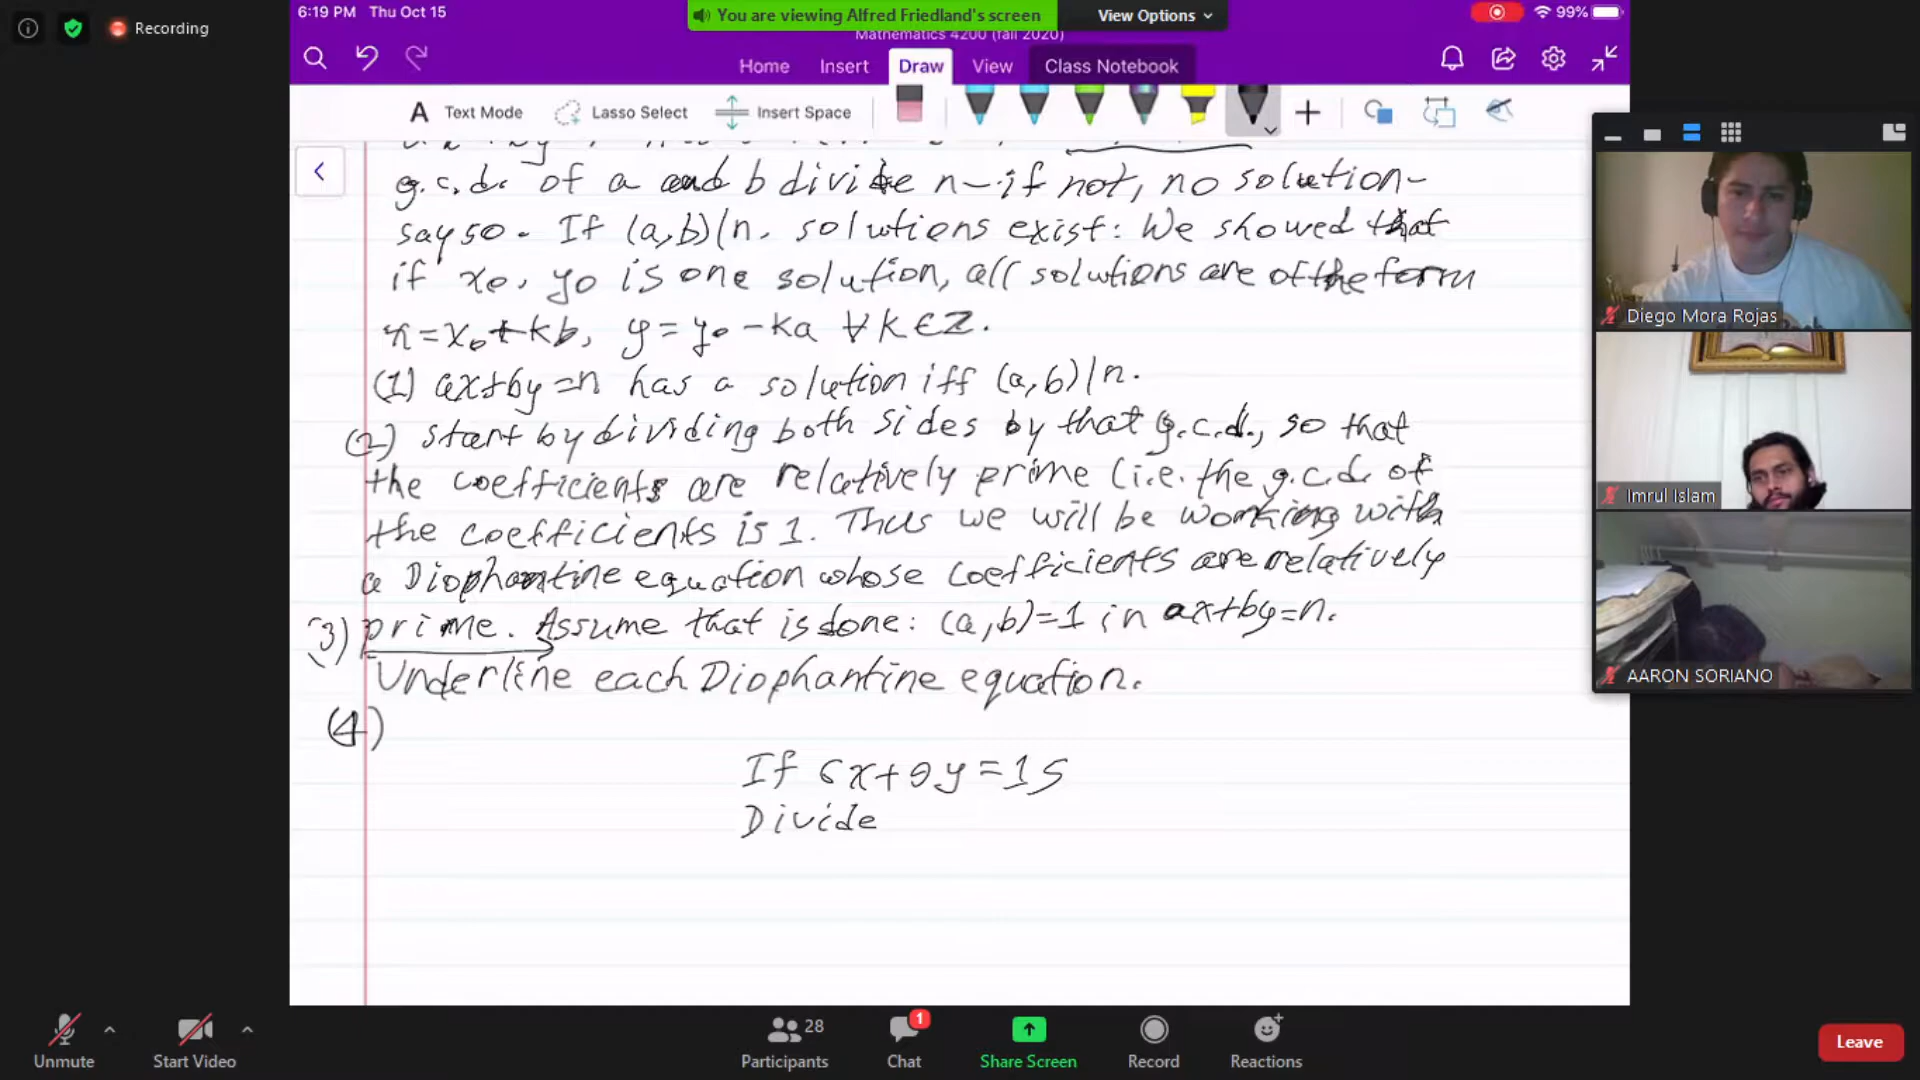 6:19 PM Thu Oct 15
You are viewing Alfred Friedland's screen
View Options
99%
Recording
Mathematics 4200 (fall 2020)
Home Insert Draw View Class Notebook
A Text Mode Lasso Select Insert Space
g.c.d. of a and b divide n - if not, no solution -
say so. If (a,b)|n. solutions exist: We showed that
if x0, y0 is one solution, all solutions are of the form
x = x0 + kb, y = y0 - ka ∀ k ∈ Z.
(1) ax+by=n has a solution iff (a,b)|n.
(2) start by dividing both sides by that g.c.d., so that
the coefficients are relatively prime (i.e. the g.c.d. of
the coefficients is 1. Thus we will be working with
a Diophantine equation whose coefficients are relatively
(3) prime. Assume that is done: (a,b)=1 in ax+by=n.
Underline each Diophantine equation.
(4)
If 6x+9y=15
Divide
Diego Mora Rojas
Imrul Islam
AARON SORIANO
Unmute
Start Video
28
Participants
1
Chat
Share Screen
Record
Reactions
Leave